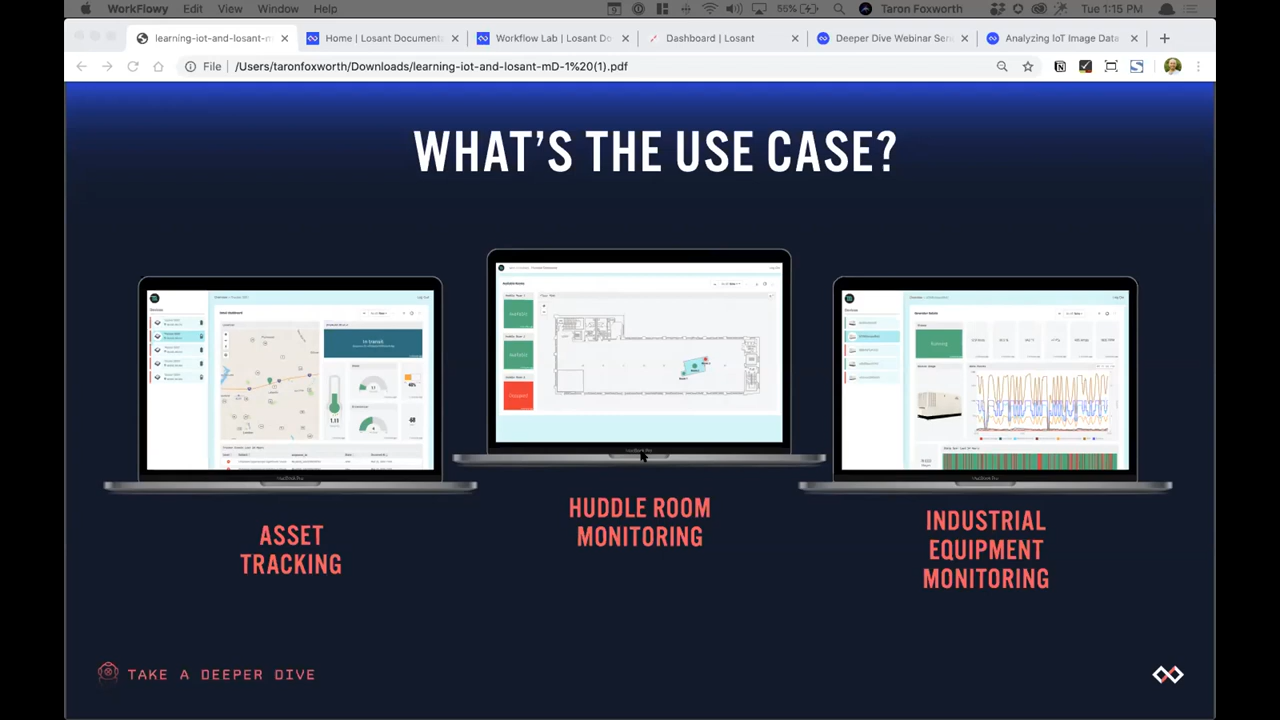 WorkFlowy Edit View Window Help 55% Taron Foxworth Tue 1:15 PM
learning-iot-and-losant-m Home | Losant Documenta Workflow Lab | Losant Do Dashboard | Losant Deeper Dive Webinar Seri Analyzing IoT Image Data
File /Users/taronfoxworth/Downloads/learning-iot-and-losant-mD-1%20(1).pdf
WHAT'S THE USE CASE?
In transit
Running
ASSET
TRACKING
HUDDLE ROOM
MONITORING
INDUSTRIAL
EQUIPMENT
MONITORING
TAKE A DEEPER DIVE